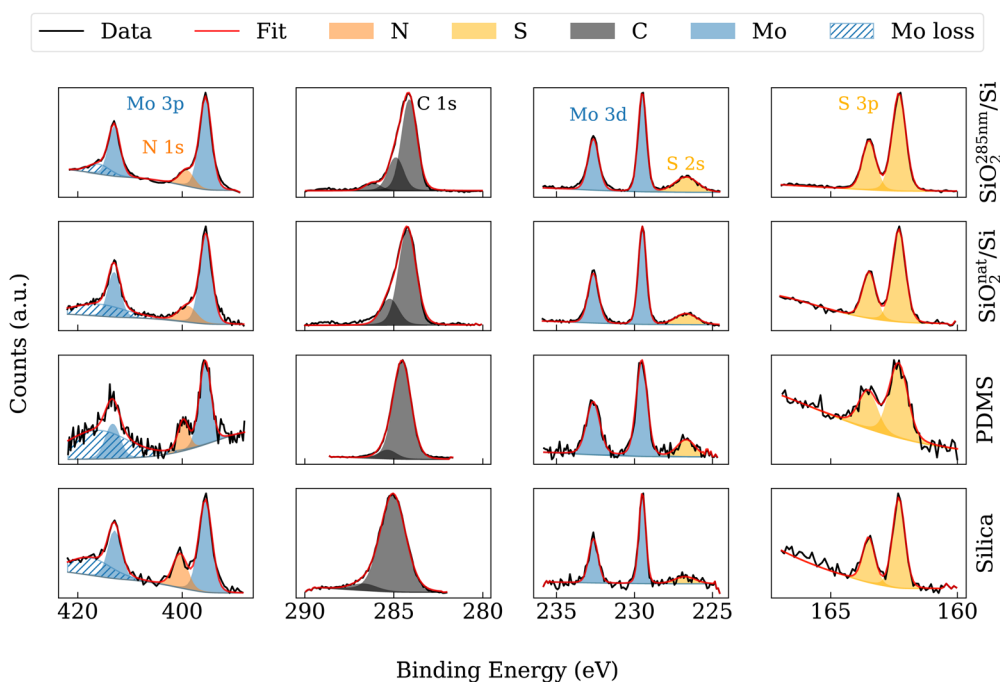 Data Fit N S C Mo Mo loss
Mo 3p
N 1s
C 1s
Mo 3d
S 2s
S 3p
SiO₂²⁸⁵ⁿᵐ/Si
SiO₂ⁿᵃᵗ/Si
PDMS
Silica
Counts (a.u.)
420 400
290 285 280
235 230 225
165 160
Binding Energy (eV)